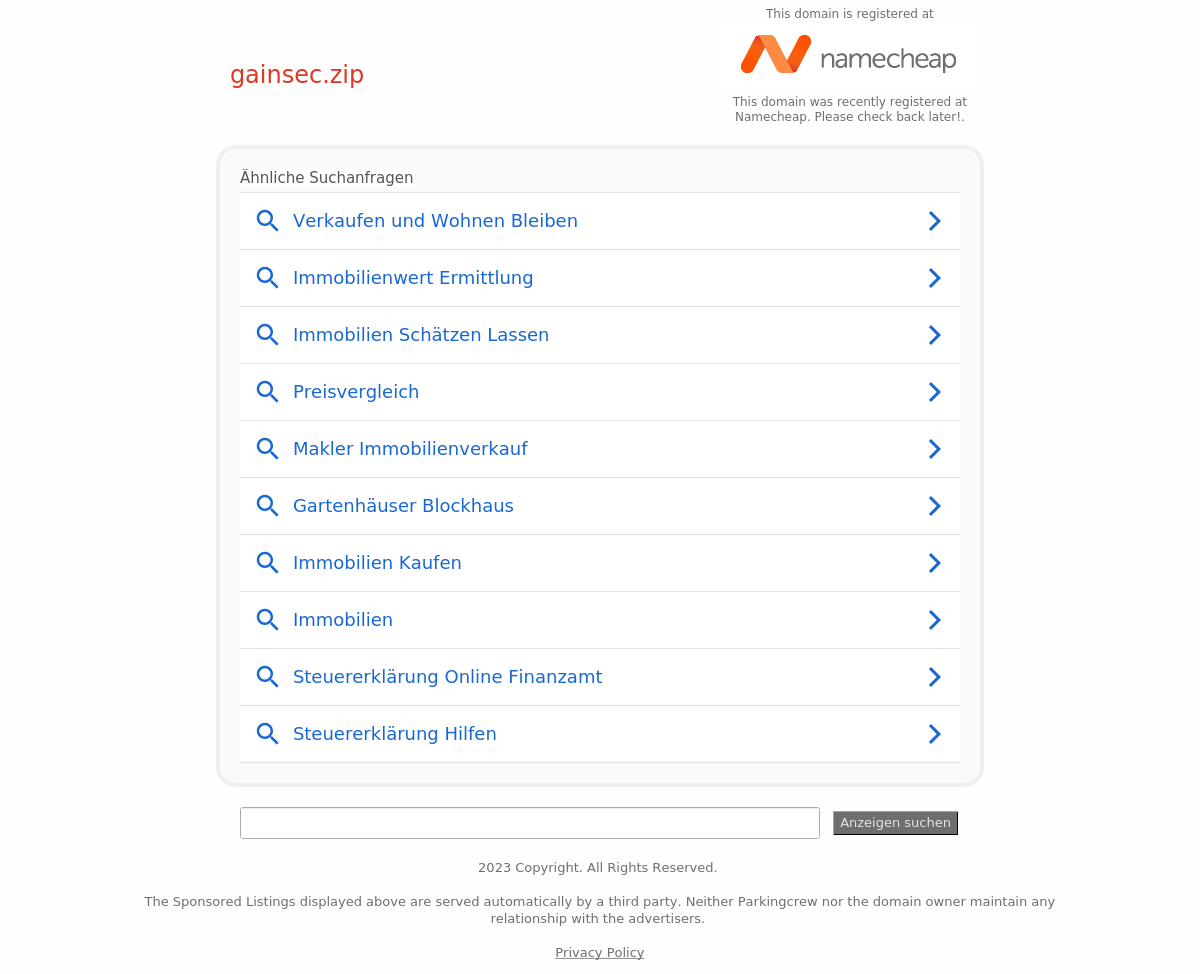 This domain is registered at
namecheap
gainsec.zip
This domain was recently registered at
Namecheap. Please check back later!.
Ähnliche Suchanfragen
Verkaufen und Wohnen Bleiben
Immobilienwert Ermittlung
Immobilien Schätzen Lassen
Preisvergleich
Makler Immobilienverkauf
Gartenhäuser Blockhaus
Immobilien Kaufen
Immobilien
Steuererklärung Online Finanzamt
Steuererklärung Hilfen
Anzeigen suchen
2023 Copyright. All Rights Reserved.
The Sponsored Listings displayed above are served automatically by a third party. Neither Parkingcrew nor the domain owner maintain any
relationship with the advertisers.
Privacy Policy